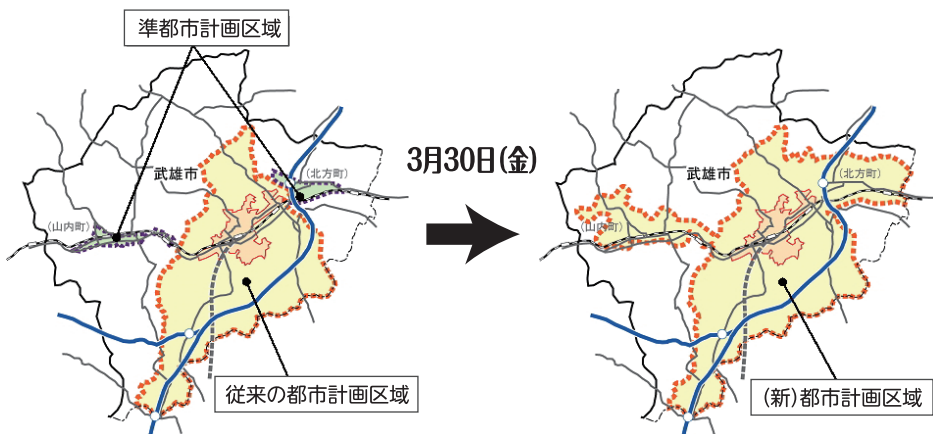 準都市計画区域
武雄市
(北方町)
(山内町)
従来の都市計画区域
3月30日(金)
武雄市
(北方町)
(山内町)
(新)都市計画区域